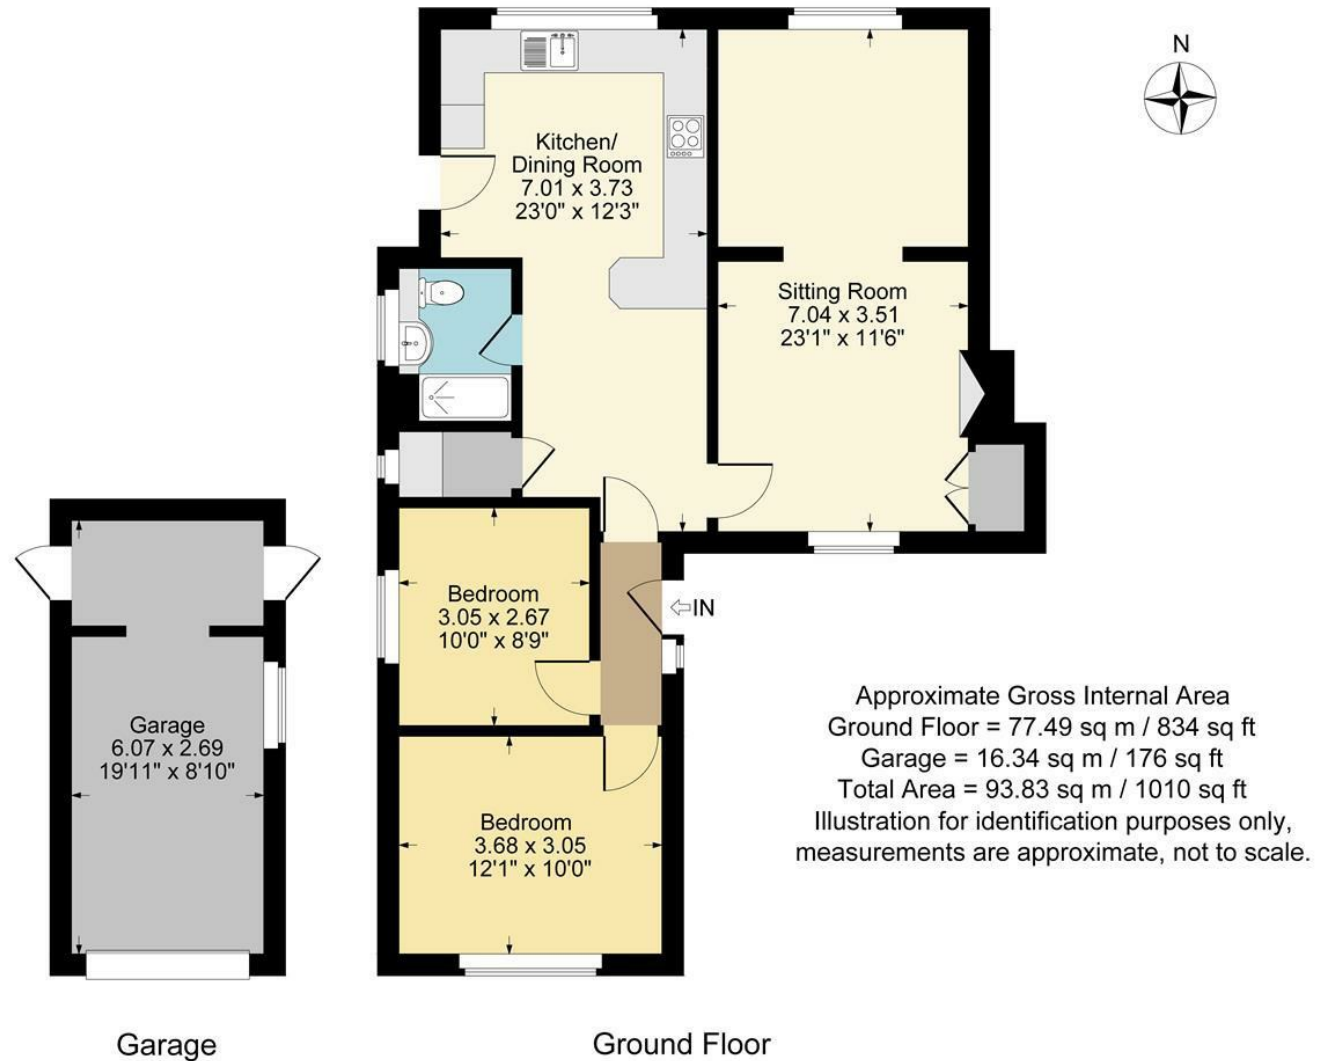 N
Kitchen/
Dining Room
7.01 x 3.73
23'0" x 12'3"
Sitting Room
7.04 x 3.51
23'1" x 11'6"
Bedroom
3.05 x 2.67
10'0" x 8'9"
IN
Garage
6.07 x 2.69
19'11" x 8'10"
Bedroom
3.68 x 3.05
12'1" x 10'0"
Approximate Gross Internal Area
Ground Floor = 77.49 sq m / 834 sq ft
Garage = 16.34 sq m / 176 sq ft
Total Area = 93.83 sq m / 1010 sq ft
Illustration for identification purposes only,
measurements are approximate, not to scale.
Garage
Ground Floor